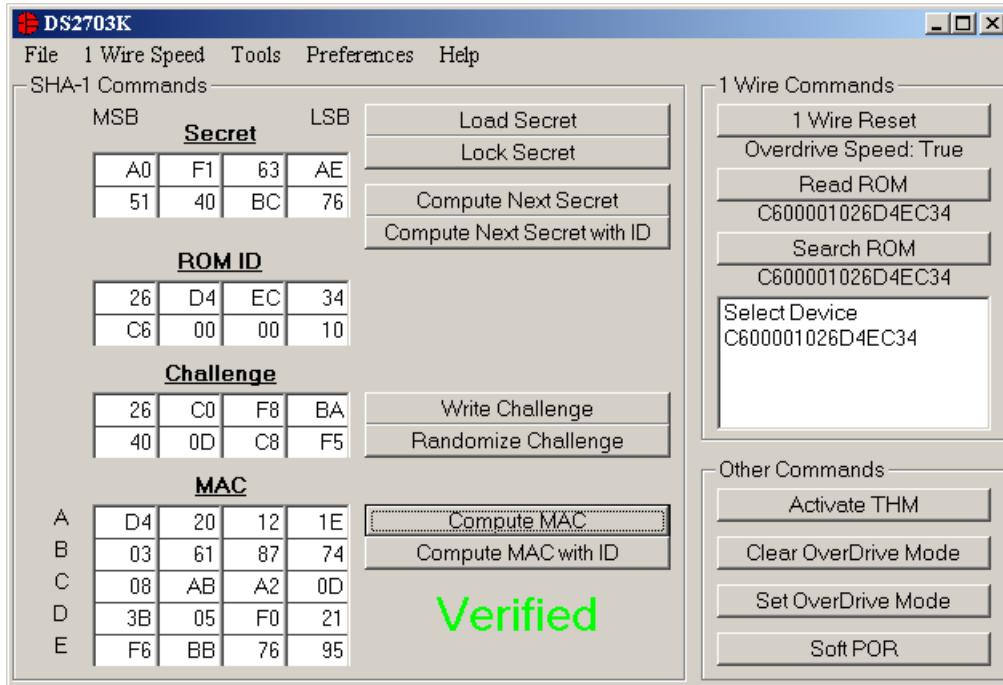 DS2703K
File 1 Wire Speed Tools Preferences Help
SHA-1 Commands
MSB LSB
Secret
A0 F1 63 AE
51 40 BC 76
Load Secret
Lock Secret
Compute Next Secret
Compute Next Secret with ID
ROM ID
26 D4 EC 34
C6 00 00 10
Challenge
26 C0 F8 BA
40 0D C8 F5
Write Challenge
Randomize Challenge
MAC
A D4 20 12 1E
B 03 61 87 74
C 08 AB A2 0D
D 3B 05 F0 21
E F6 BB 76 95
Compute MAC
Compute MAC with ID
Verified
1 Wire Commands
1 Wire Reset
Overdrive Speed: True
Read ROM
C600001026D4EC34
Search ROM
C600001026D4EC34
Select Device
C600001026D4EC34
Other Commands
Activate THM
Clear OverDrive Mode
Set OverDrive Mode
Soft POR